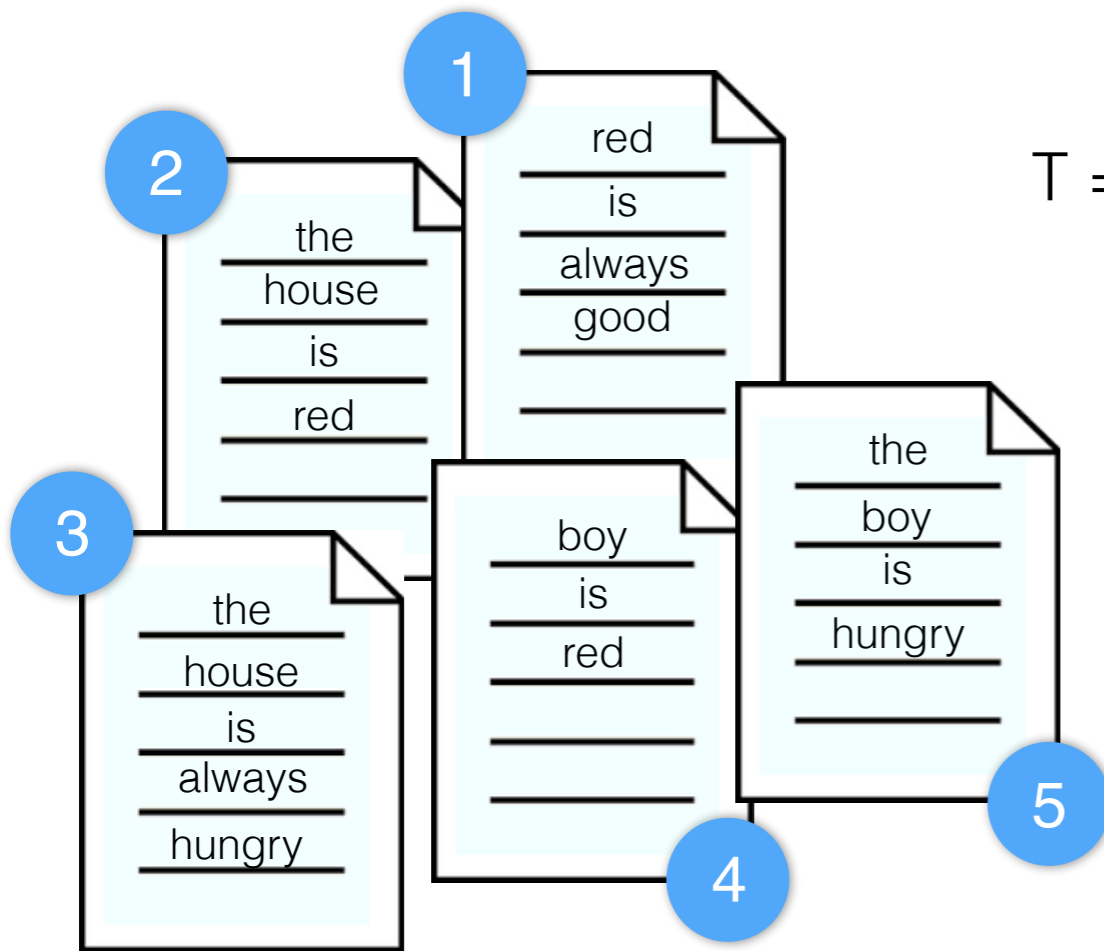 1
red
is
always
good
2
the
house
is
red
3
the
house
is
always
hungry
boy
is
red
4
the
boy
is
hungry
5
T =